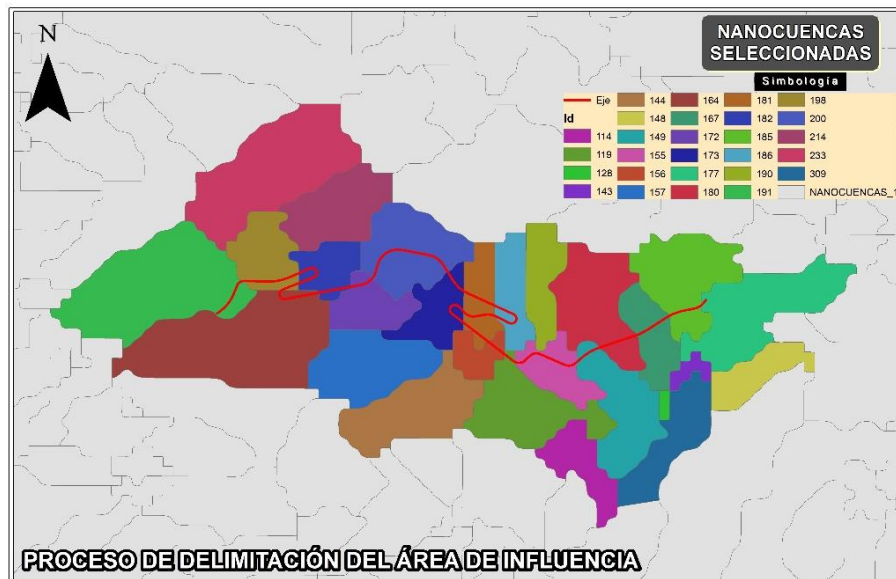 NANOCUENCAS
SELECCIONADAS
N
Simbología
Eje 144 164 181 198
Id 148 167 182 200
114 149 172 185 214
119 155 173 186 233
128 156 177 190 309
143 157 180 191 NANOCUENCAS_1
PROCESO DE DELIMITACIÓN DEL ÁREA DE INFLUENCIA